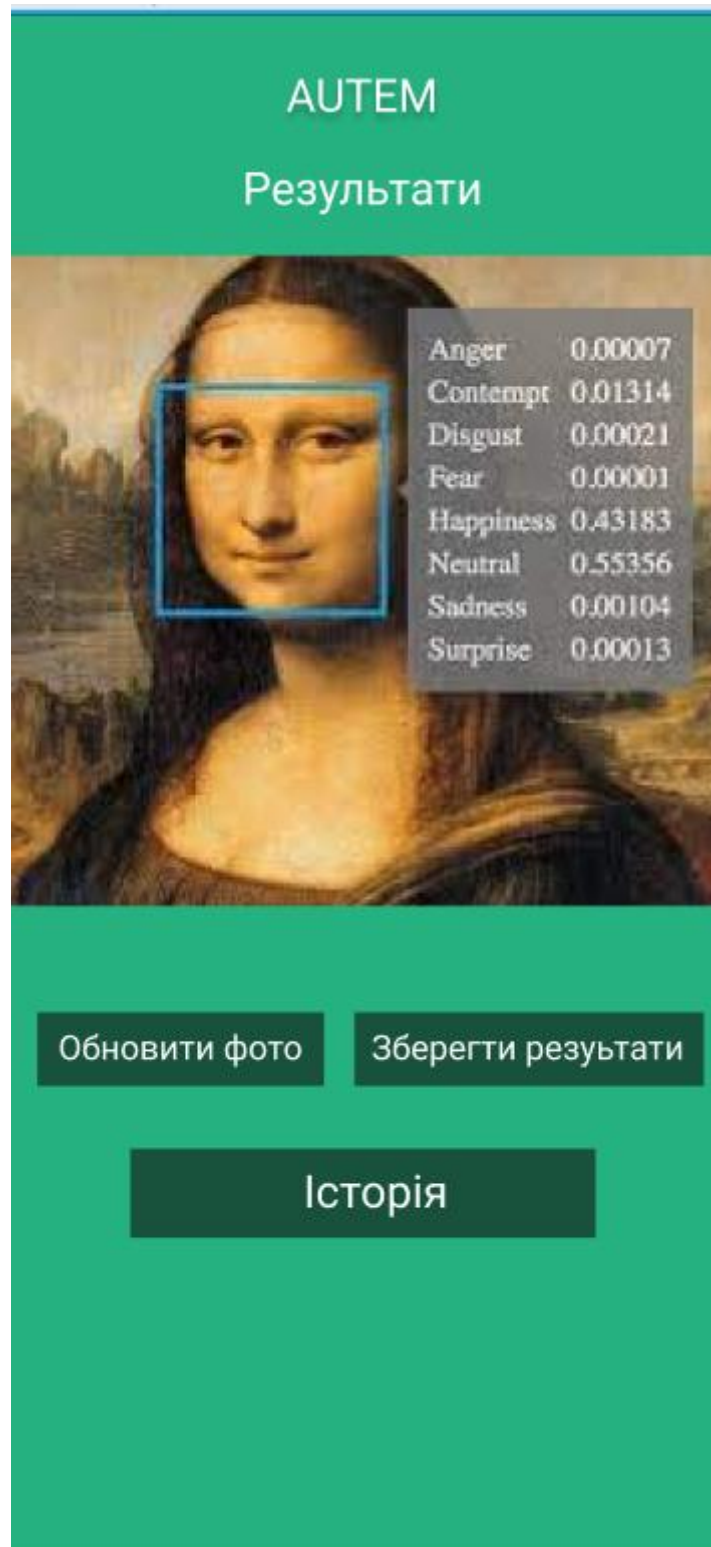 AUTEM
Результати
Anger 0.00007
Contempt 0.01314
Disgust 0.00021
Fear 0.00001
Happiness 0.43183
Neutral 0.55356
Sadness 0.00104
Surprise 0.00013
Обновити фото
Зберегти резуьтати
Історія